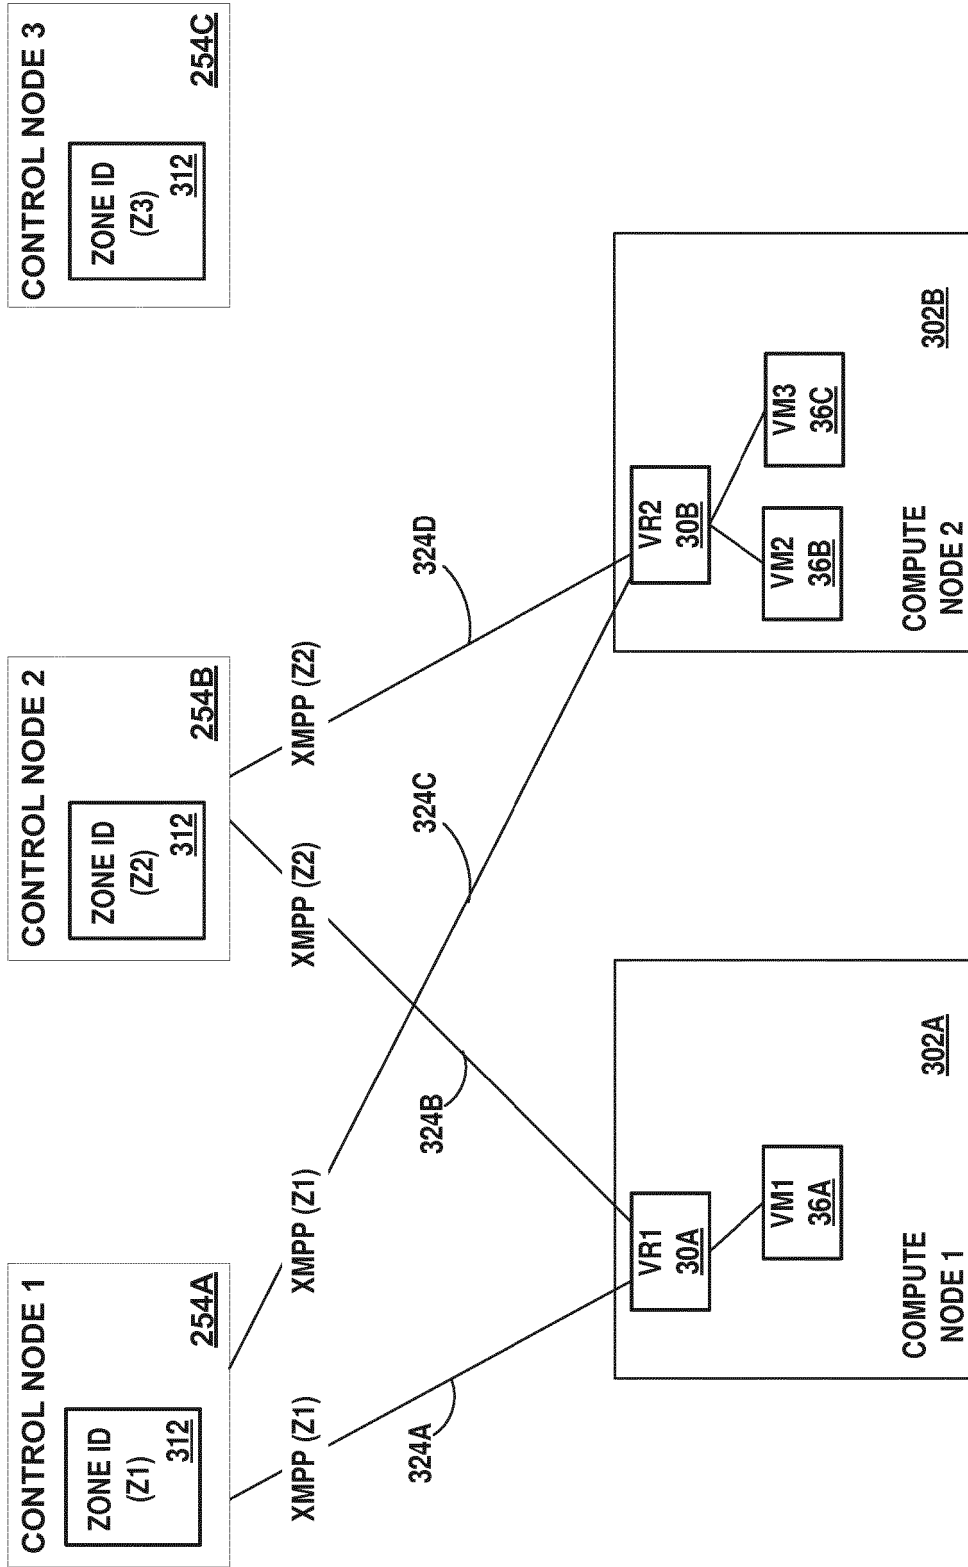 CONTROL NODE 1
ZONE ID
(Z1)
312
254A
CONTROL NODE 2
ZONE ID
(Z2)
312
254B
CONTROL NODE 3
ZONE ID
(Z3)
312
254C
XMPP (Z1)
XMPP (Z1)
XMPP (Z2)
XMPP (Z2)
324A
324B
324C
324D
VR1
30A
VM1
36A
COMPUTE
NODE 1
302A
VR2
30B
VM2
36B
VM3
36C
COMPUTE
NODE 2
302B